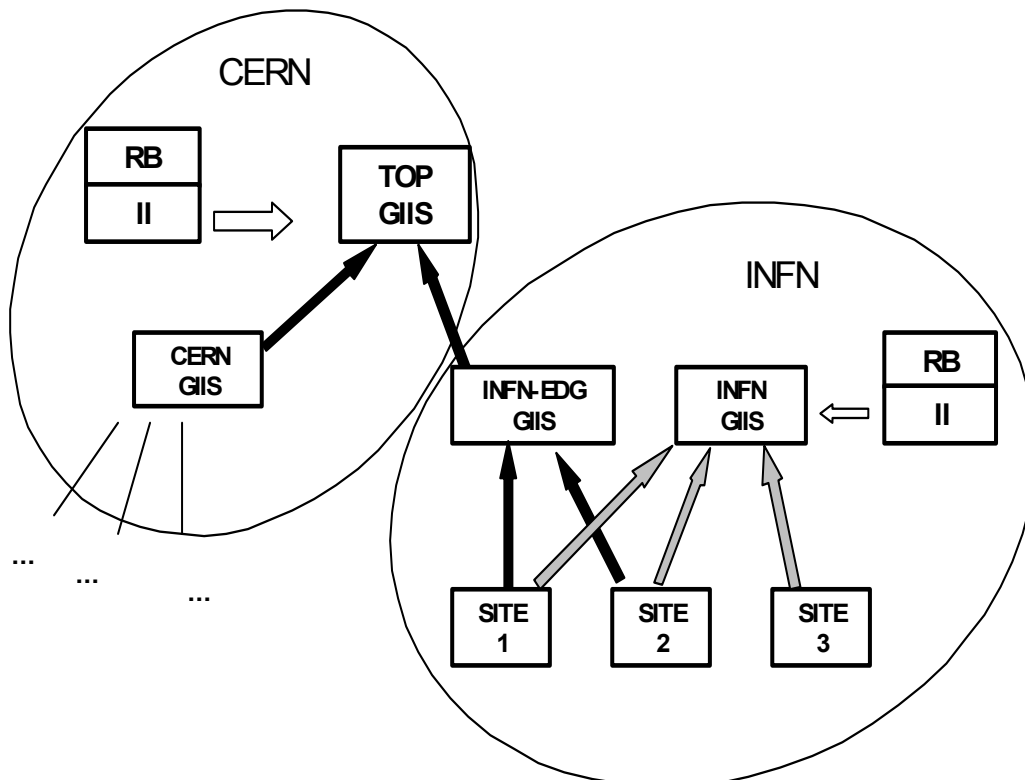 CERN
RB
II
TOP
GIIS
CERN
GIIS
...
...
...
INFN
INFN-EDG
GIIS
INFN
GIIS
RB
II
SITE
1
SITE
2
SITE
3